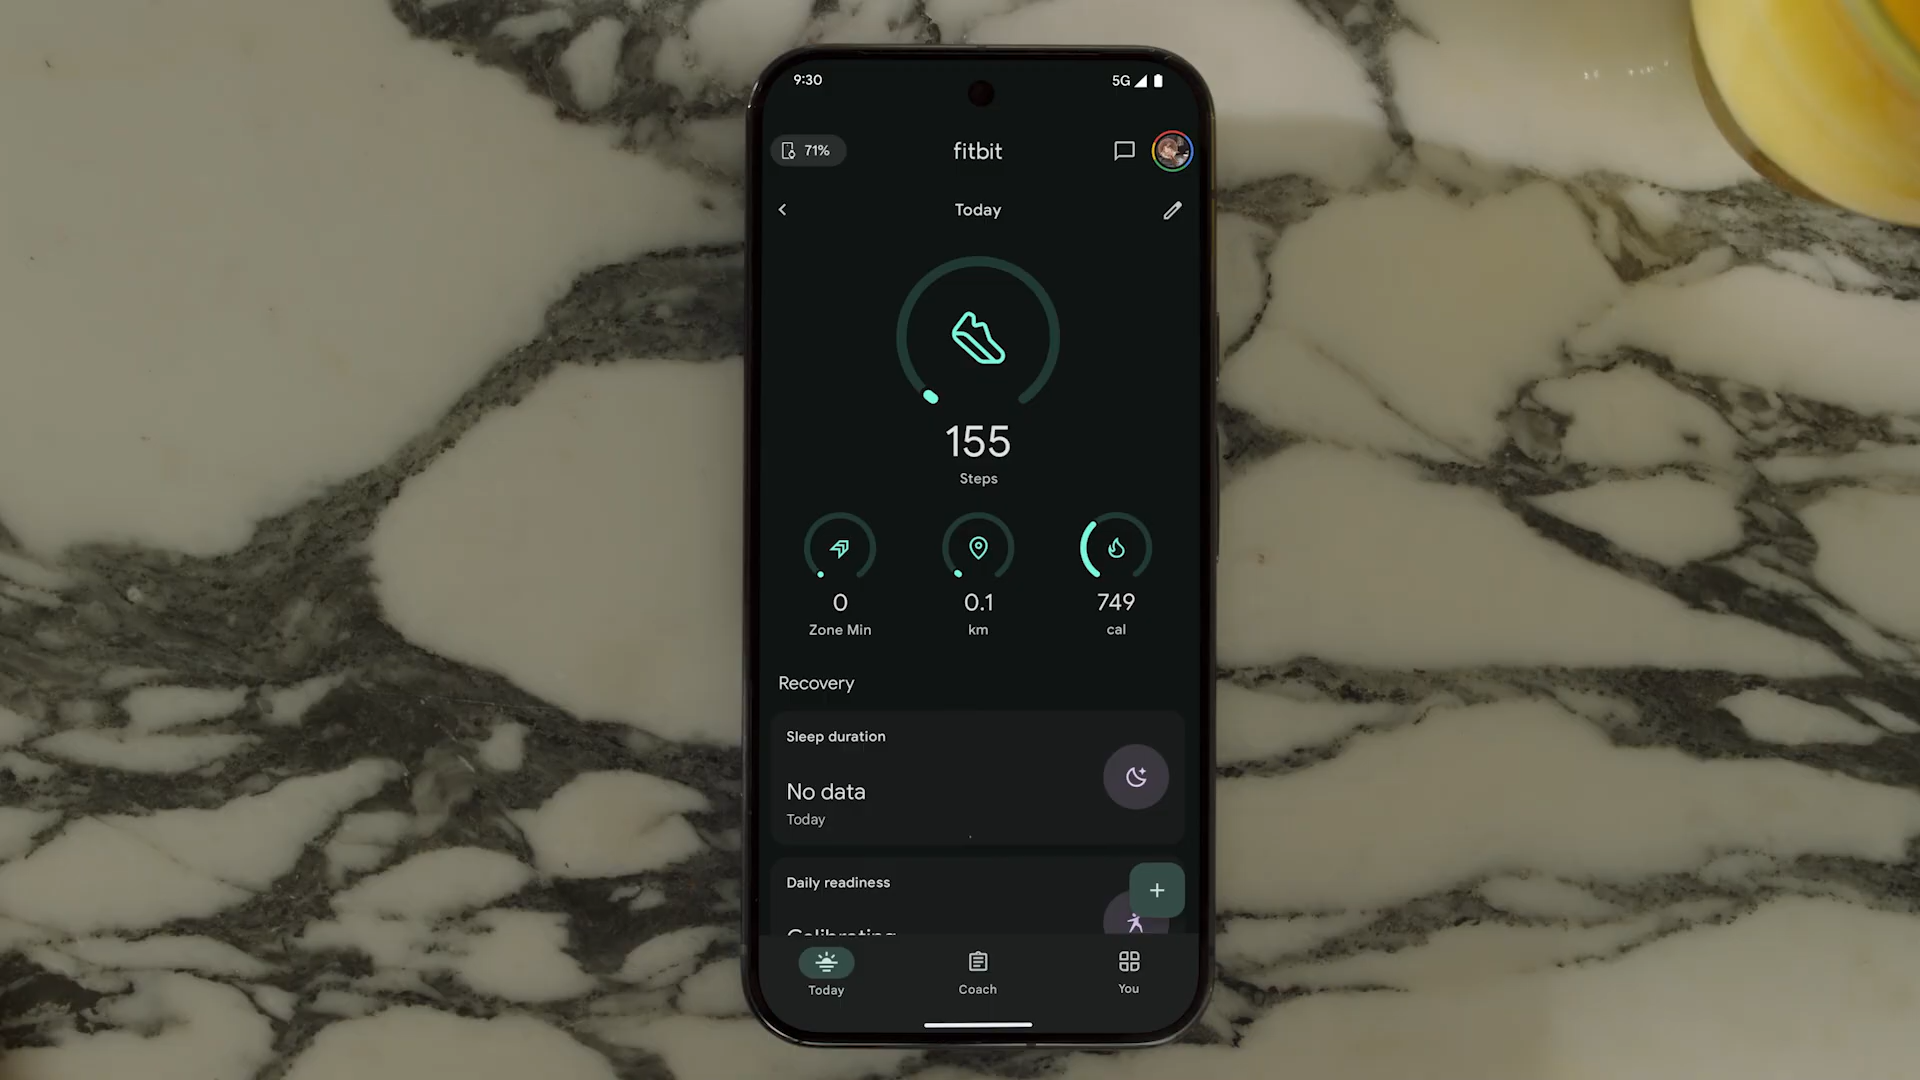 9:30
5G
71%
fitbit
Today
155
Steps
0
0.1
749
Zone Min
km
cal
Recovery
Sleep duration
No data
Today
Daily readiness
Calibrating
Today
Coach
You